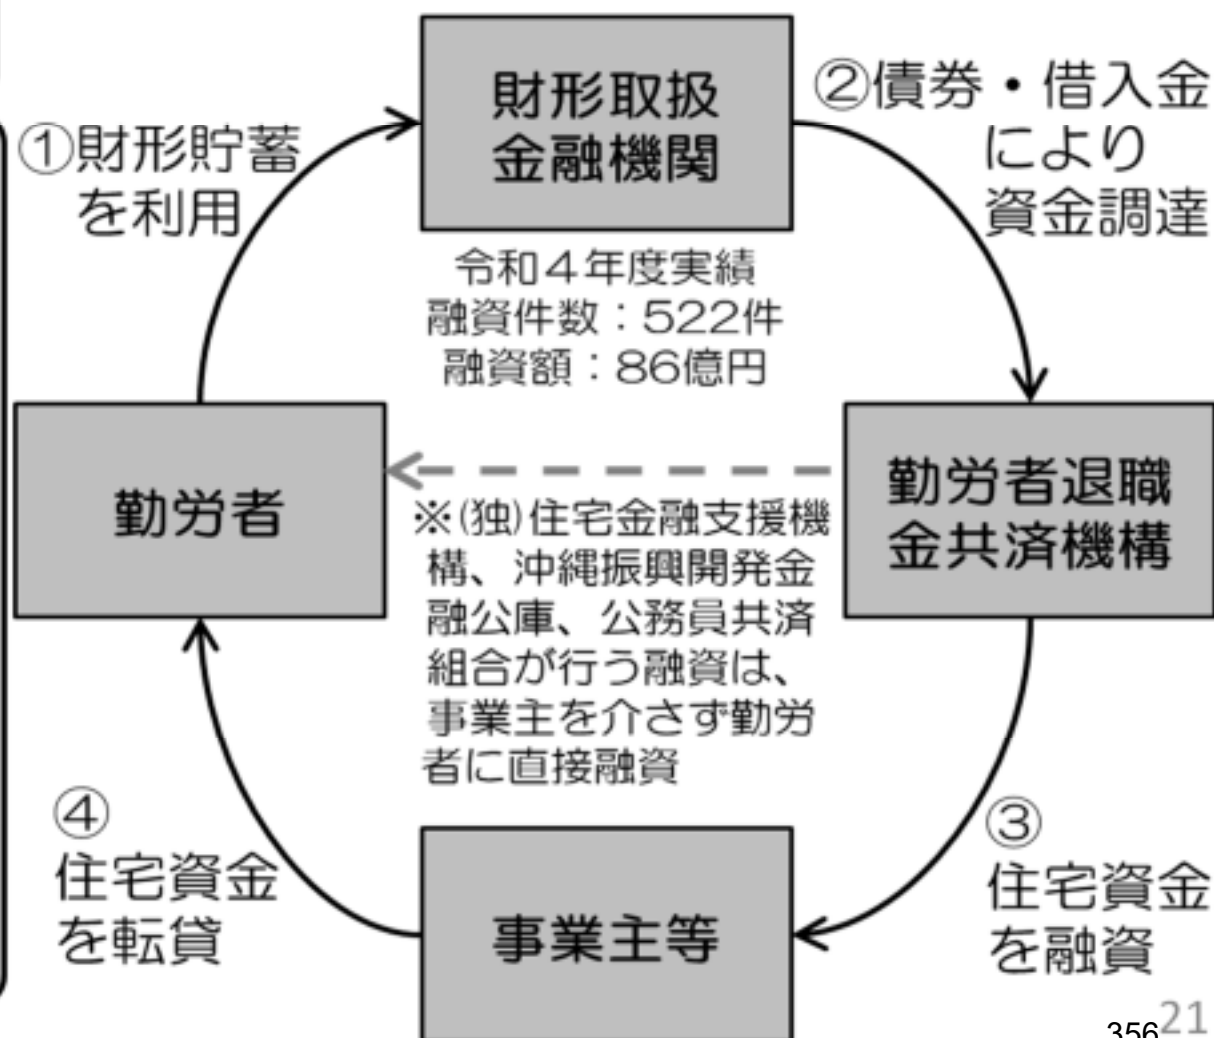 財形取扱
金融機関
①財形貯蓄
を利用
②債券・借入金
により
資金調達
令和4年度実績
融資件数：522件
融資額：86億円
勤労者
勤労者退職
金共済機構
※(独)住宅金融支援機
構、沖縄振興開発金
融公庫、公務員共済
組合が行う融資は、
事業主を介さず勤労
者に直接融資
④
住宅資金
を転貸
事業主等
③
住宅資金
を融資
356
21